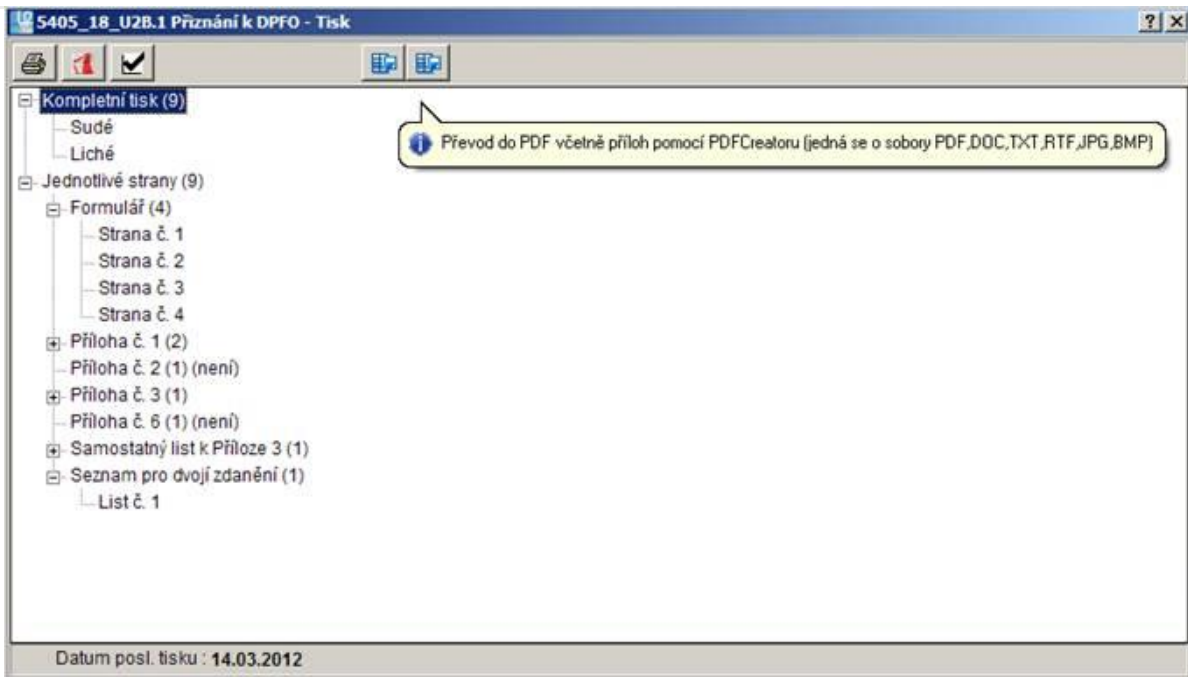 5405_18_U2B.1 Přiznání k DPFO - Tisk
Kompletní tisk (9)
Převod do PDF včetně příloh pomocí PDFCreatoru (jedná se o sobory PDF,DOC,TXT,RTF,JPG,BMP)
Sudé
Liché
Jednotlivé strany (9)
Formulář (4)
Strana č. 1
Strana č. 2
Strana č. 3
Strana č. 4
Příloha č. 1 (2)
Příloha č. 2 (1) (není)
Příloha č. 3 (1)
Příloha č. 6 (1) (není)
Samostatný list k Příloze 3 (1)
Seznam pro dvojí zdanění (1)
List č. 1
Datum posl. tisku : 14.03.2012